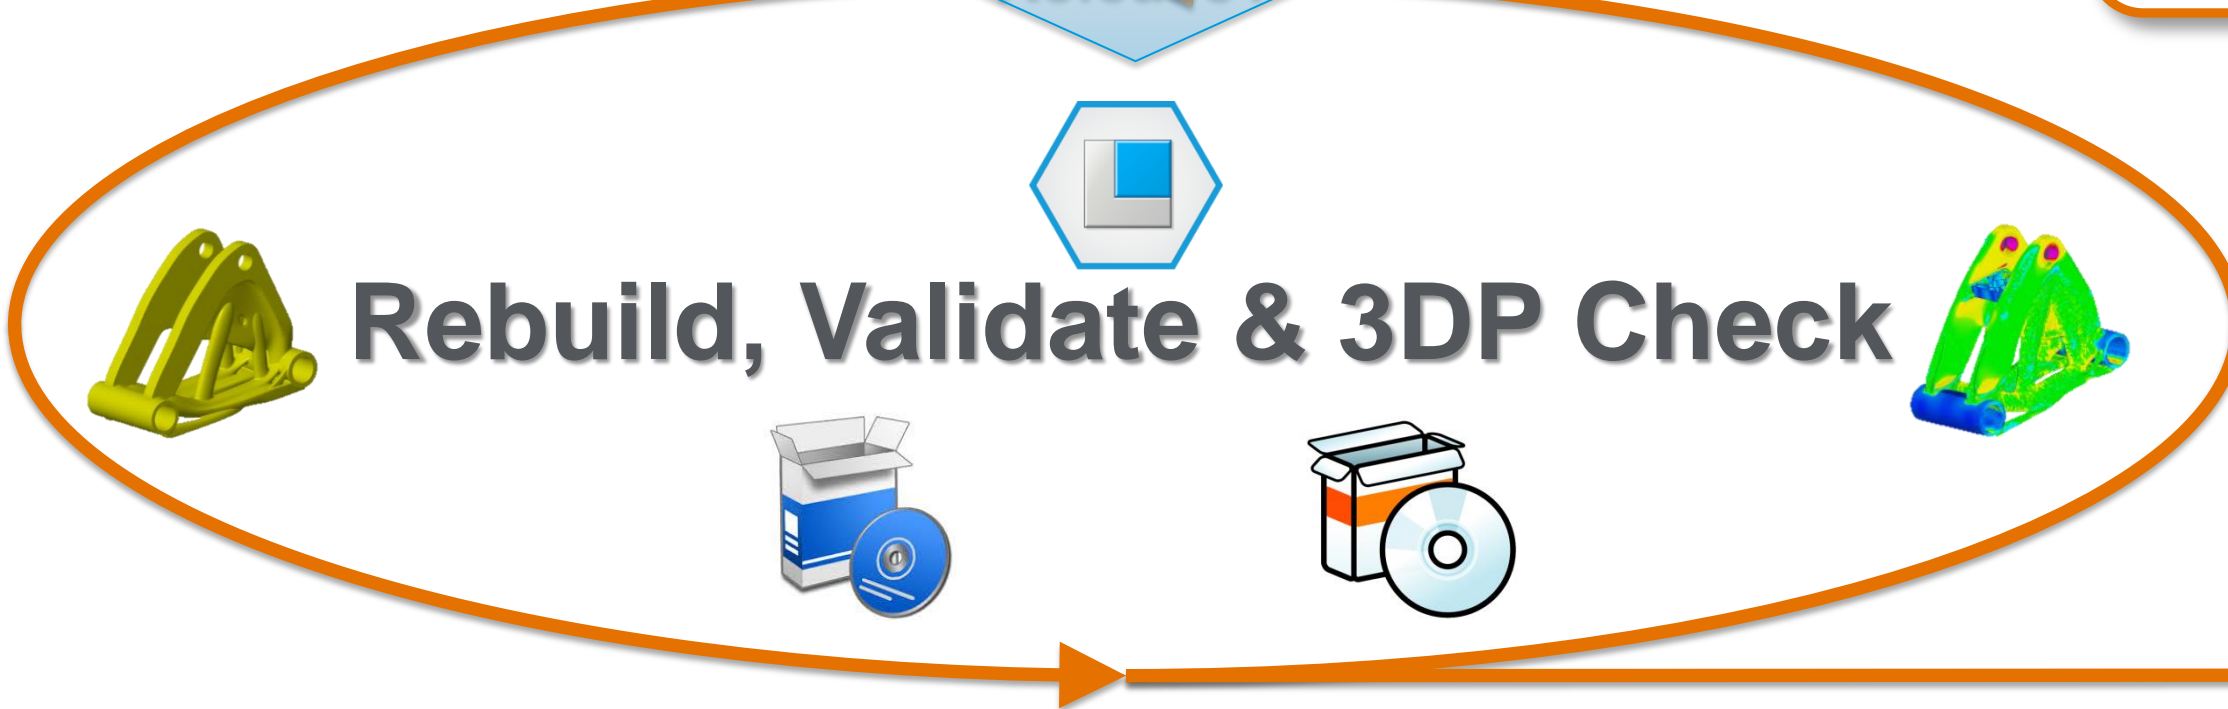 Rebuild, Validate & 3DP Check